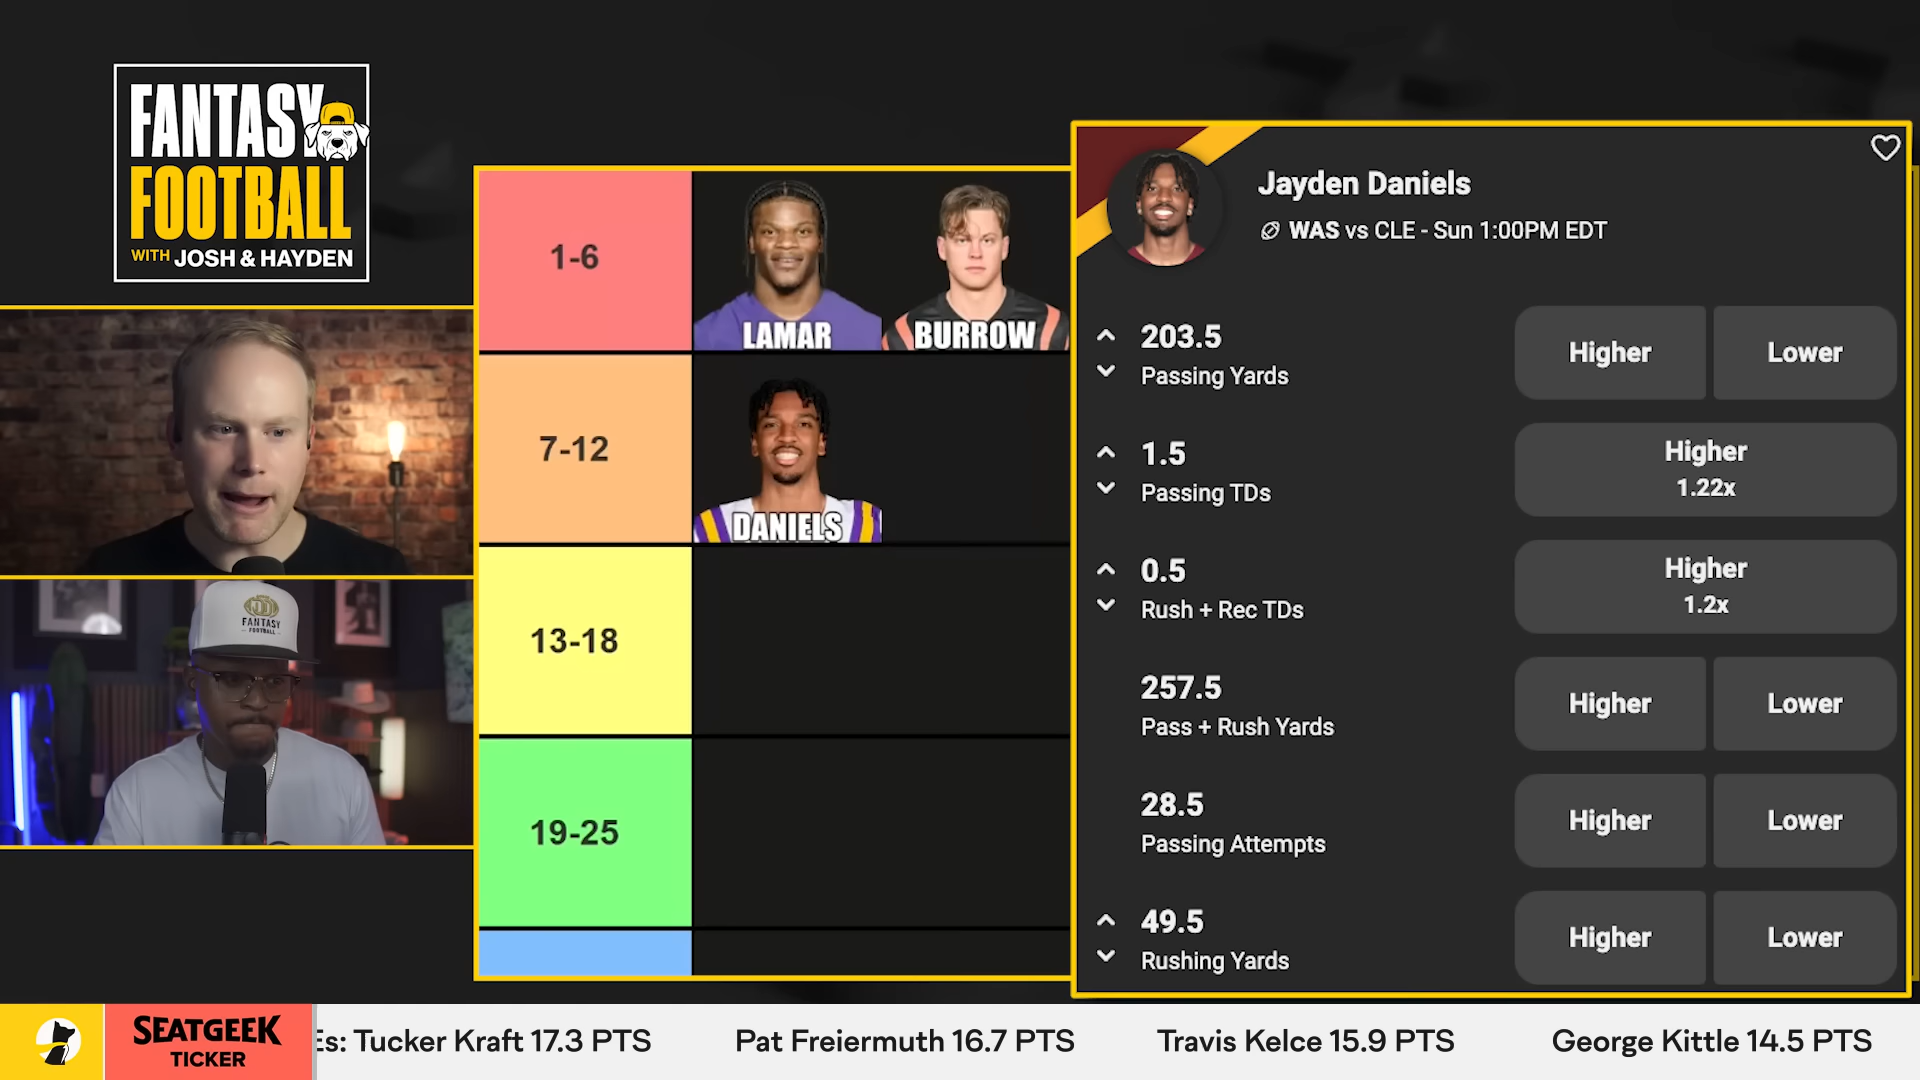 FANTASY
FOOTBALL
WITH JOSH & HAYDEN
FANTASY
FOOTBALL
1-6
LAMAR
BURROW
7-12
DANIELS
13-18
19-25
Jayden Daniels
WAS vs CLE - Sun 1:00PM EDT
203.5
Passing Yards
Higher
Lower
1.5
Passing TDs
Higher
1.22x
0.5
Rush + Rec TDs
Higher
1.2x
257.5
Pass + Rush Yards
Higher
Lower
28.5
Passing Attempts
Higher
Lower
49.5
Rushing Yards
Higher
Lower
SEATGEEK
TICKER
Es: Tucker Kraft 17.3 PTS Pat Freiermuth 16.7 PTS Travis Kelce 15.9 PTS George Kittle 14.5 PTS